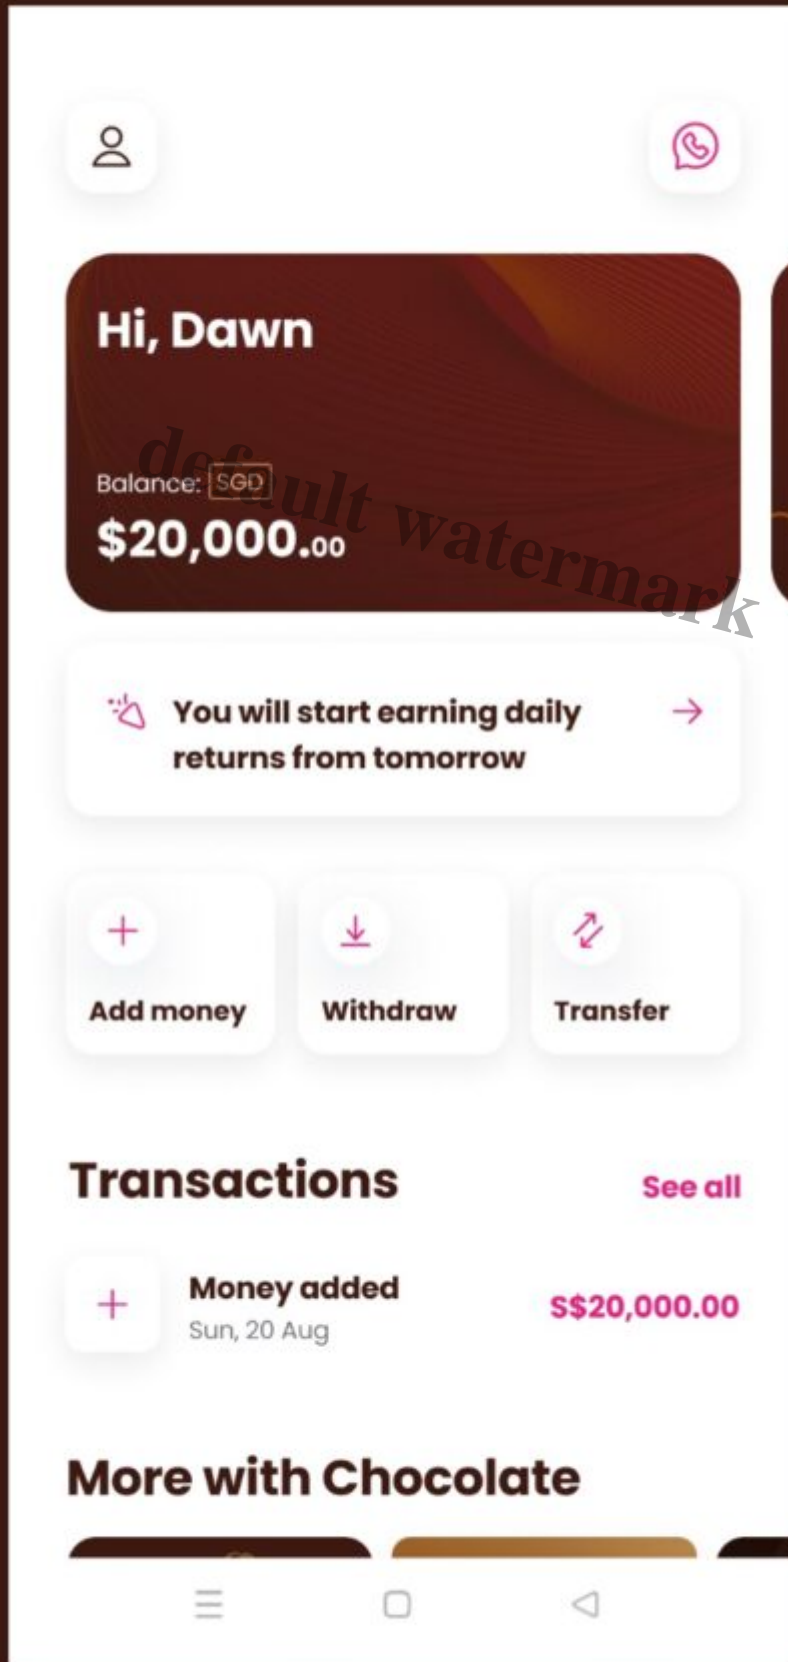 Hi, Dawn
Balance: SGD
$20,000.00
default watermark
You will start earning daily
returns from tomorrow
Add money
Withdraw
Transfer
Transactions
See all
Money added
S$20,000.00
Sun, 20 Aug
More with Chocolate